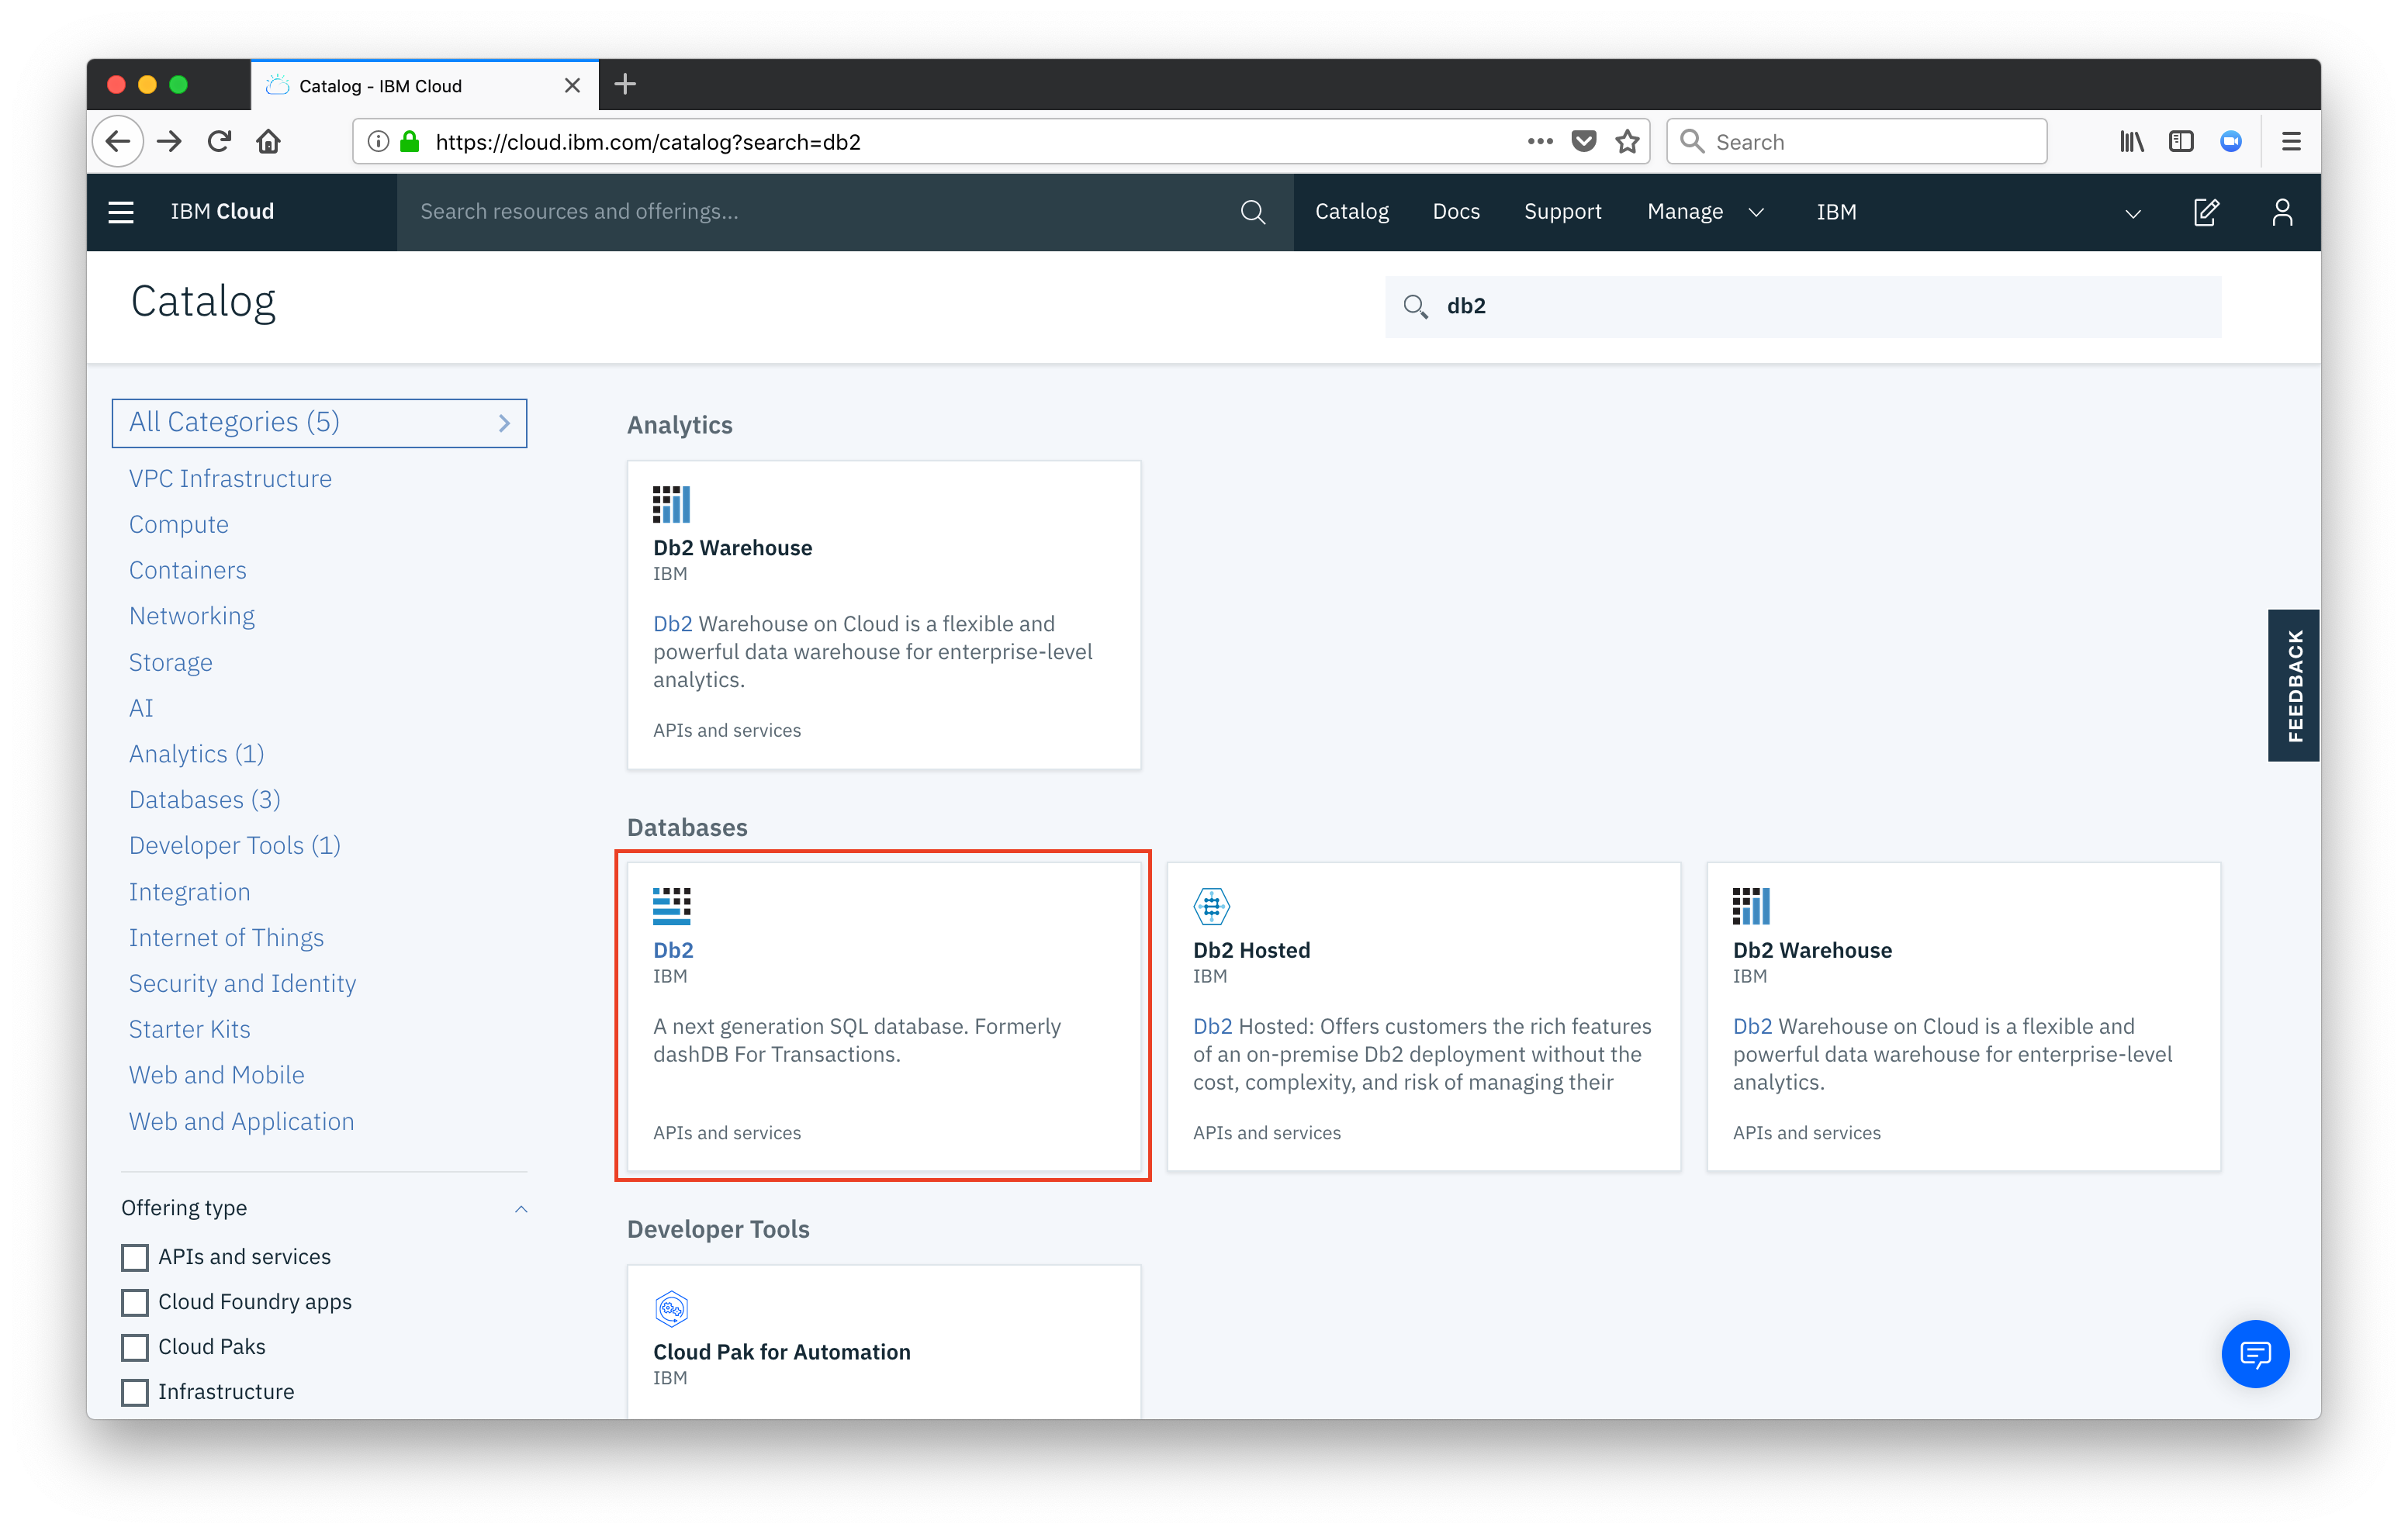 Catalog - IBM Cloud
https://cloud.ibm.com/catalog?search=db2
Search
IBM Cloud
Search resources and offerings...
Catalog
Docs
Support
Manage
IBM
Catalog
db2
All Categories (5)
VPC Infrastructure
Compute
Containers
Networking
Storage
AI
Analytics (1)
Databases (3)
Developer Tools (1)
Integration
Internet of Things
Security and Identity
Starter Kits
Web and Mobile
Web and Application
Offering type
APIs and services
Cloud Foundry apps
Cloud Paks
Infrastructure
Analytics
Db2 Warehouse
IBM
Db2 Warehouse on Cloud is a flexible and
powerful data warehouse for enterprise-level
analytics.
APIs and services
Databases
Db2
IBM
A next generation SQL database. Formerly
dashDB For Transactions.
APIs and services
Db2 Hosted
IBM
Db2 Hosted: Offers customers the rich features
of an on-premise Db2 deployment without the
cost, complexity, and risk of managing their
APIs and services
Db2 Warehouse
IBM
Db2 Warehouse on Cloud is a flexible and
powerful data warehouse for enterprise-level
analytics.
APIs and services
Developer Tools
Cloud Pak for Automation
IBM
FEEDBACK